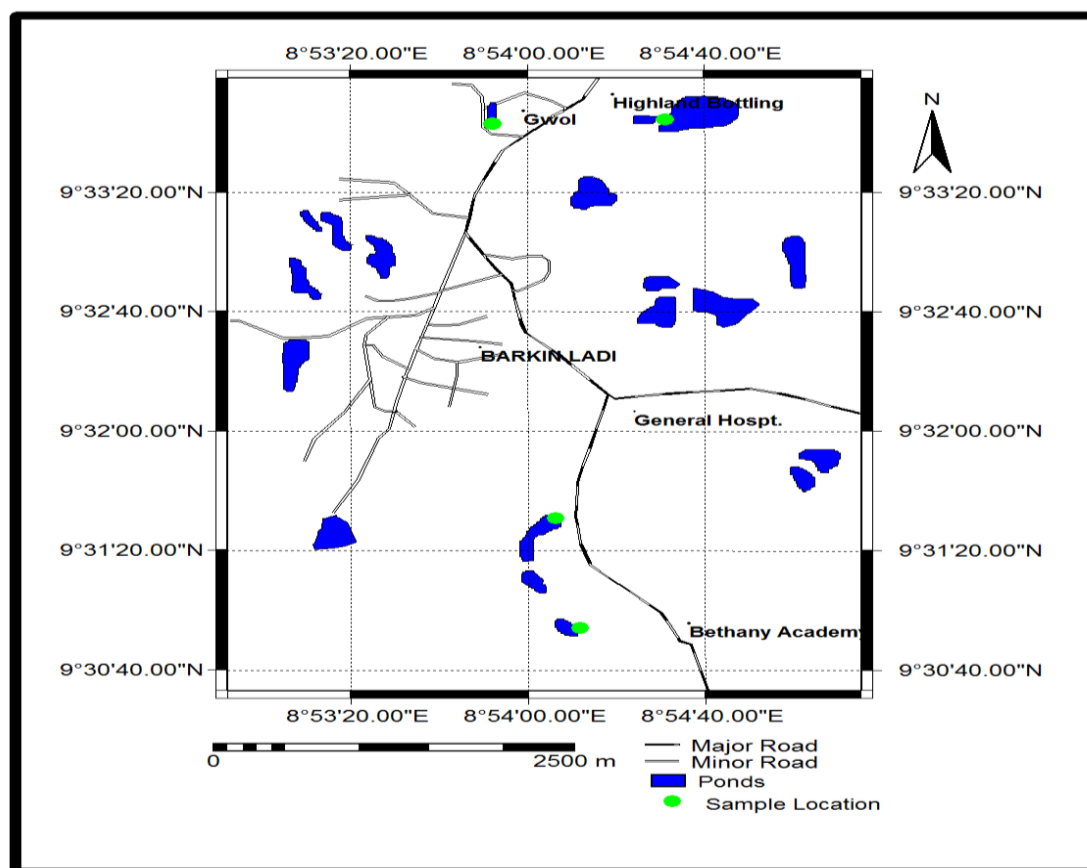 8°53'20.00"E 8°54'00.00"E 8°54'40.00"E
N
Highland Bottling
Gwol
9°33'20.00"N 9°33'20.00"N
9°32'40.00"N 9°32'40.00"N
BARKIN LADI
General Hospt.
9°32'00.00"N 9°32'00.00"N
9°31'20.00"N 9°31'20.00"N
Bethany Academy
9°30'40.00"N 9°30'40.00"N
8°53'20.00"E 8°54'00.00"E 8°54'40.00"E
0 2500 m
Major Road
Minor Road
Ponds
Sample Location